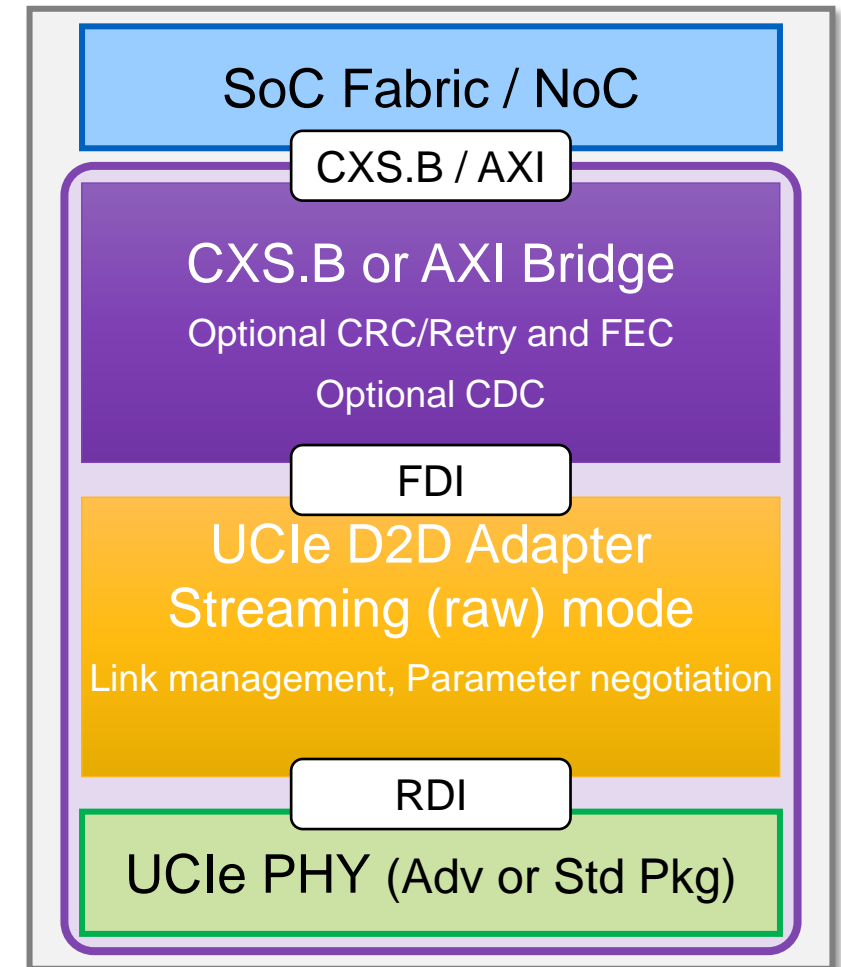 SoC Fabric / NoC
CXS.B / AXI
CXS.B or AXI Bridge
Optional CRC/Retry and FEC
Optional CDC
FDI
UCIe D2D Adapter
Streaming (raw) mode
Link management, Parameter negotiation
RDI
UCIe PHY (Adv or Std Pkg)